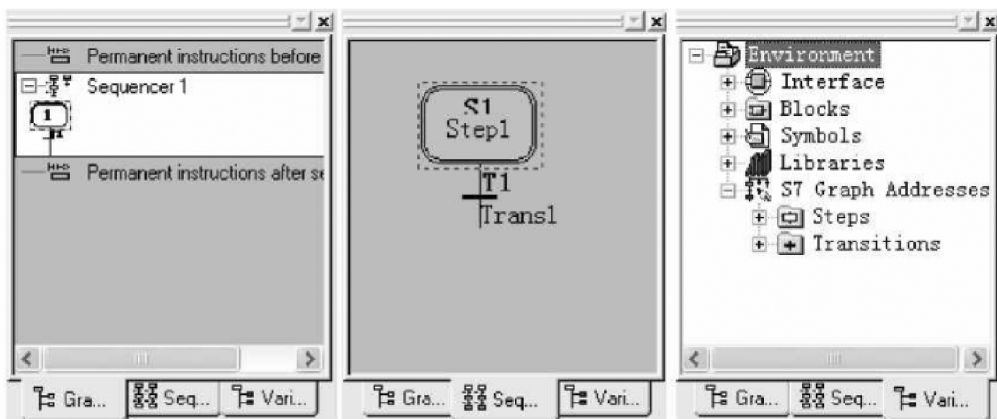 Permanent instructions before
Sequencer 1
1
Permanent instructions after se
Gra...
Seq...
Vari...
S1
Step1
T1
Trans1
Gra...
Seq...
Vari...
Environment
Interface
Blocks
Symbols
Libraries
S7 Graph Addresses
Steps
Transitions
Gra...
Seq...
Vari...